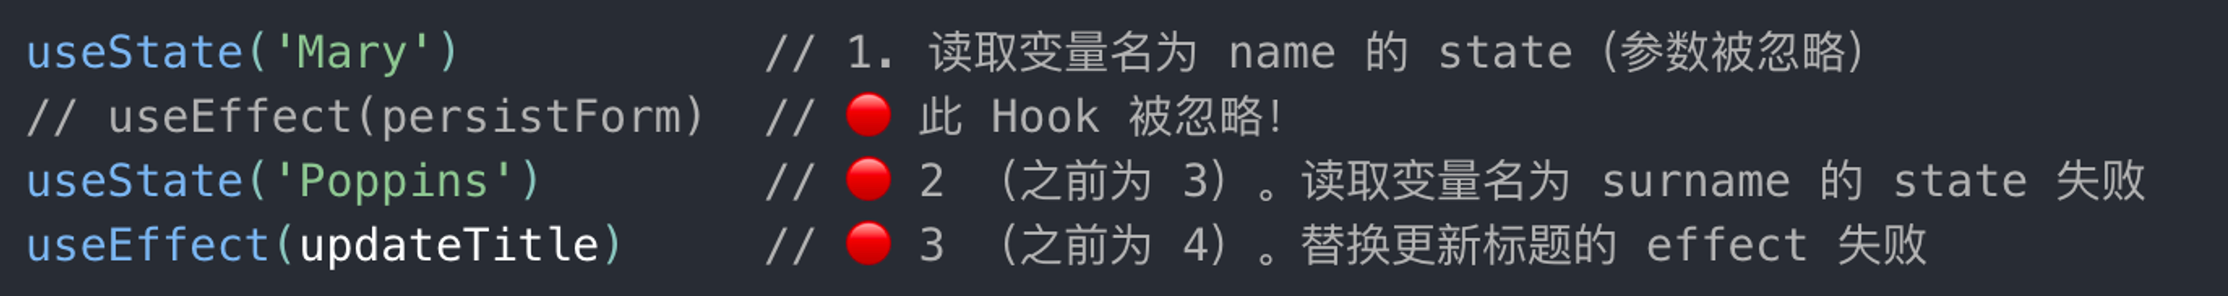 useState('Mary')           // 1. 读取变量名为 name 的 state（参数被忽略）
// useEffect(persistForm)  // 🔴 此 Hook 被忽略！
useState('Poppins')        // 🔴 2 （之前为 3）。读取变量名为 surname 的 state 失败
useEffect(updateTitle)     // 🔴 3 （之前为 4）。替换更新标题的 effect 失败